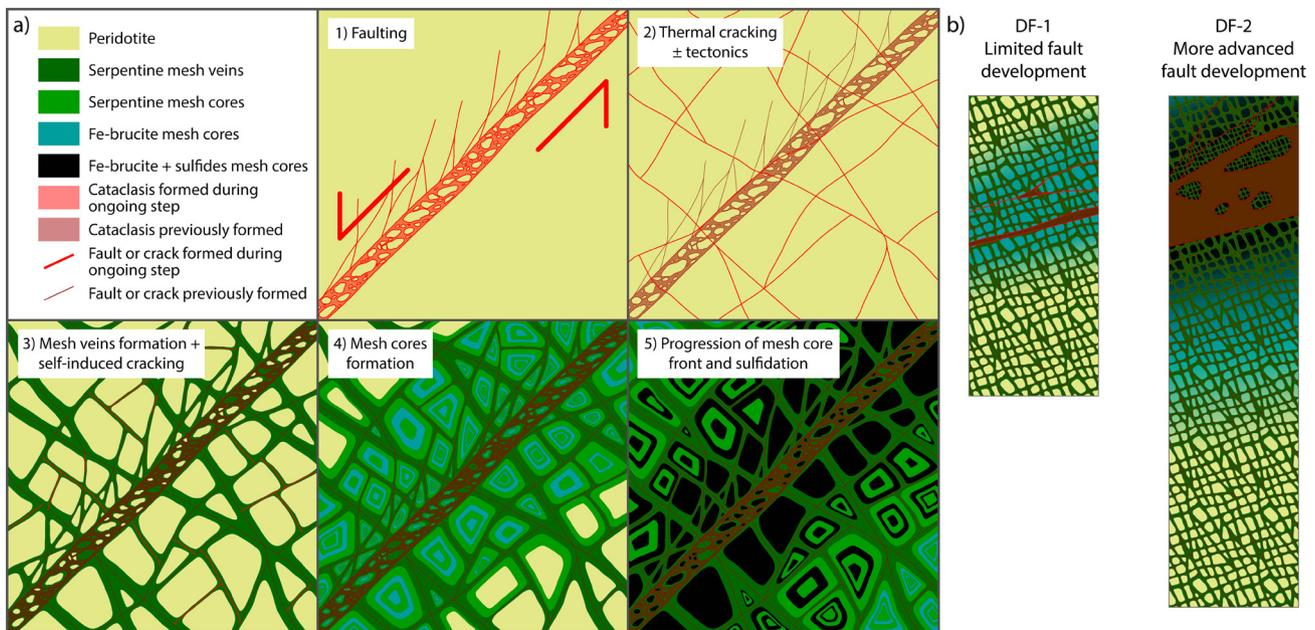 a)
Peridotite
Serpentine mesh veins
Serpentine mesh cores
Fe-brucite mesh cores
Fe-brucite + sulfides mesh cores
Cataclasis formed during
ongoing step
Cataclasis previously formed
Fault or crack formed during
ongoing step
Fault or crack previously formed
1) Faulting
2) Thermal cracking
± tectonics
3) Mesh veins formation +
self-induced cracking
4) Mesh cores
formation
5) Progression of mesh core
front and sulfidation
b)
DF-1
Limited fault
development
DF-2
More advanced
fault development